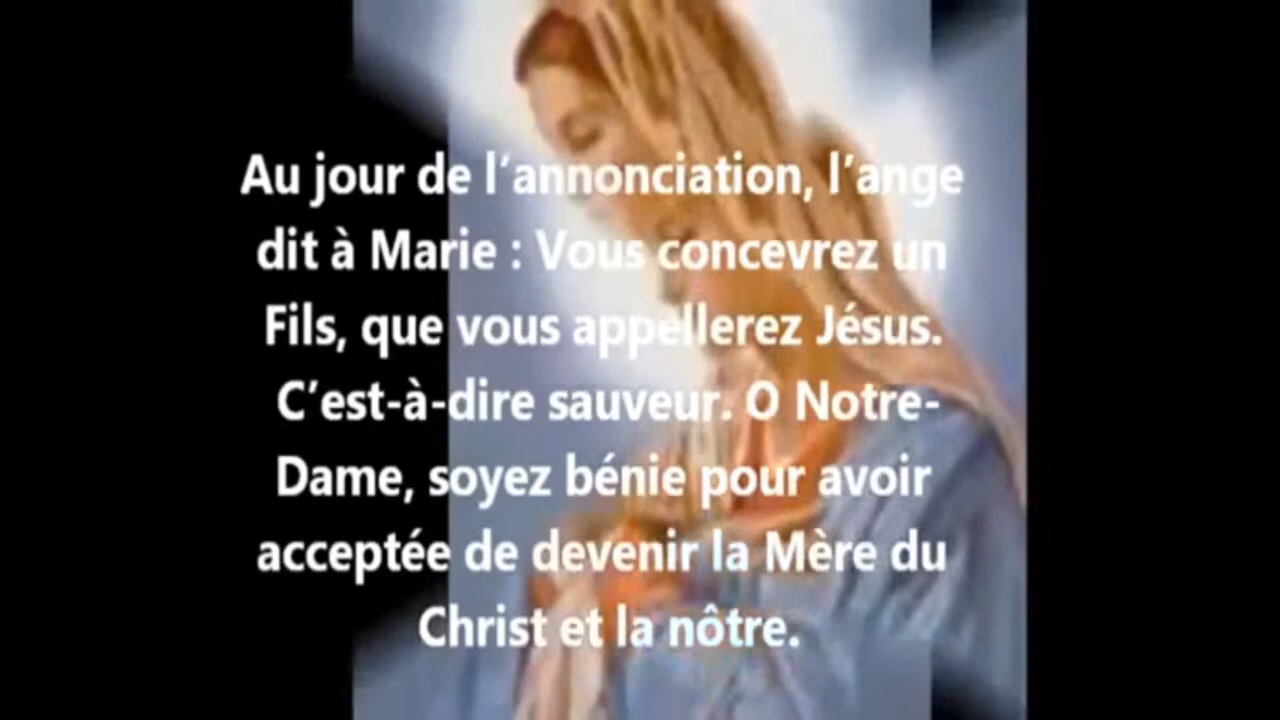 Au jour de l’annonciation, l’ange
dit à Marie : Vous concevrez un
Fils, que vous appellerez Jésus.
C’est-à-dire sauveur. O Notre-
Dame, soyez bénie pour avoir
acceptée de devenir la Mère du
Christ et la nôtre.